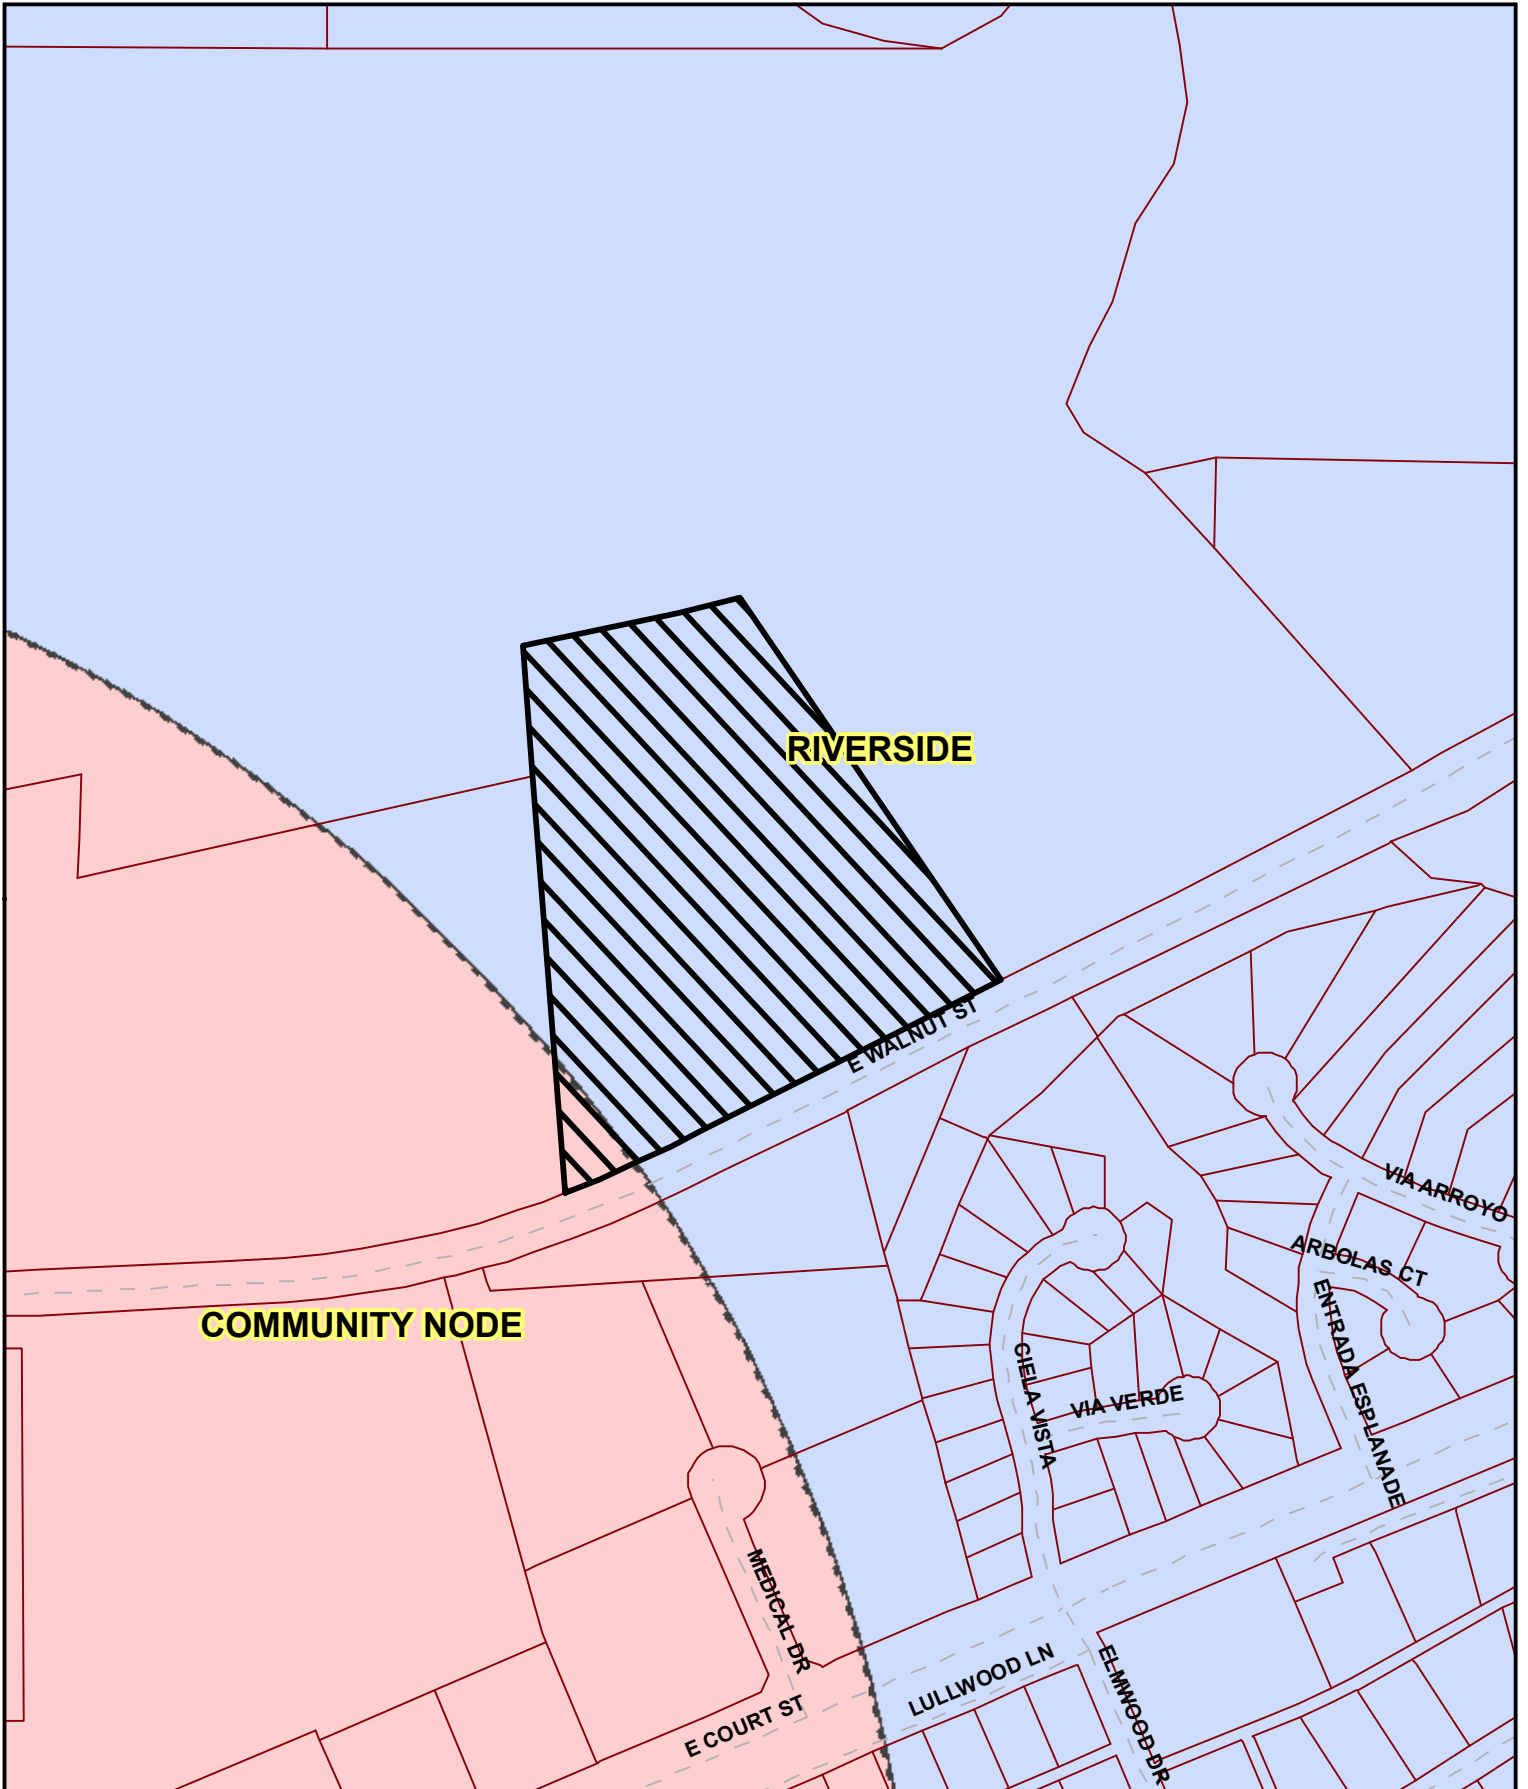 RIVERSIDE
E WALNUT ST
VIA ARROYO
ARBOLAS CT
COMMUNITY NODE
ENTRADA ESPLANADE
CIELA VISTA
VIA VERDE
MEDICAL DR
LULLWOOD LN
ELMWOOD DR
E COURT ST